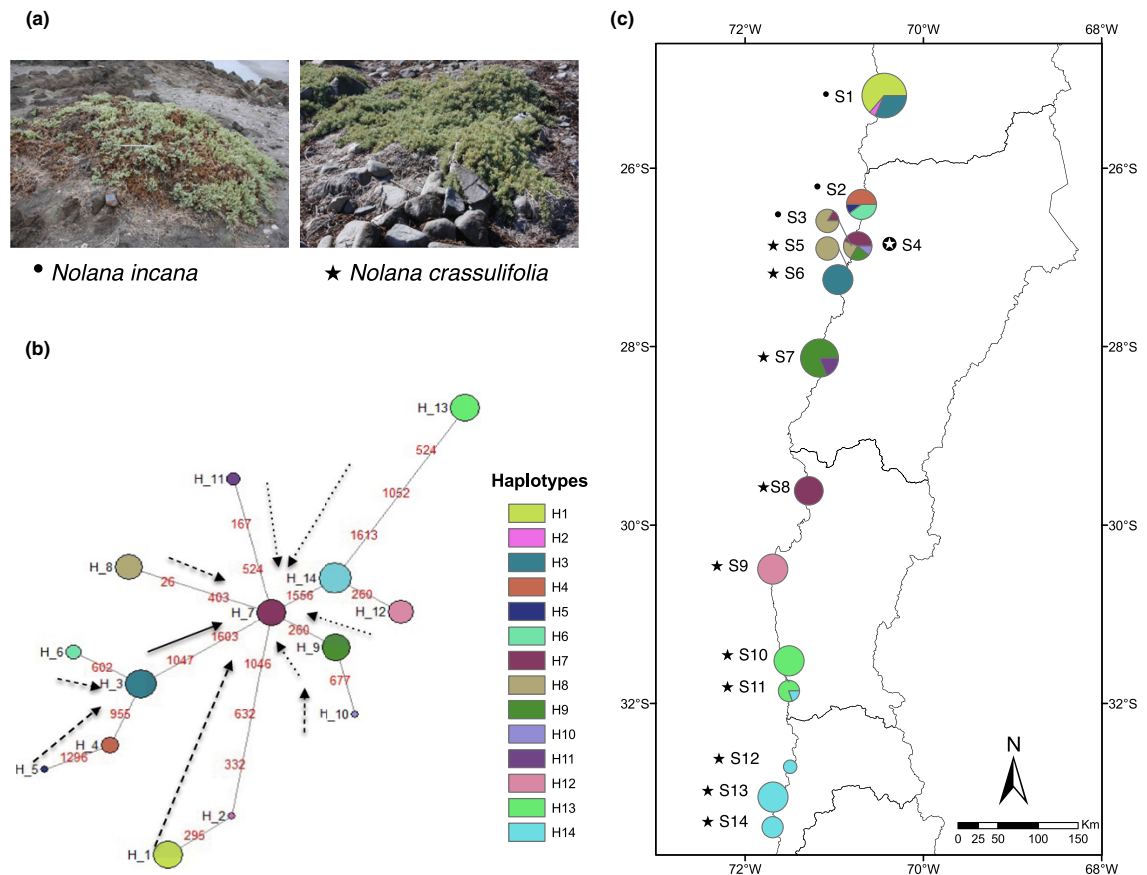 (a)
Nolana incana
Nolana crassulifolia
(b)
H_13
524
1052
1613
H_11
167
524
H_8
26
403
H_14
1556
260
H_12
H_7
260
H_9
1603
1047
1046
677
H_10
H_6
602
H_3
955
H_4
1296
H_5
632
332
H_2
295
H_1
Haplotypes
H1
H2
H3
H4
H5
H6
H7
H8
H9
H10
H11
H12
H13
H14
(c)
72°W 70°W 68°W
26°S
28°S
30°S
32°S
S1
S2
S3
S5 S4
S6
S7
S8
S9
S10
S11
S12
S13
S14
N
Km
0 25 50 100 150
72°W 70°W 68°W